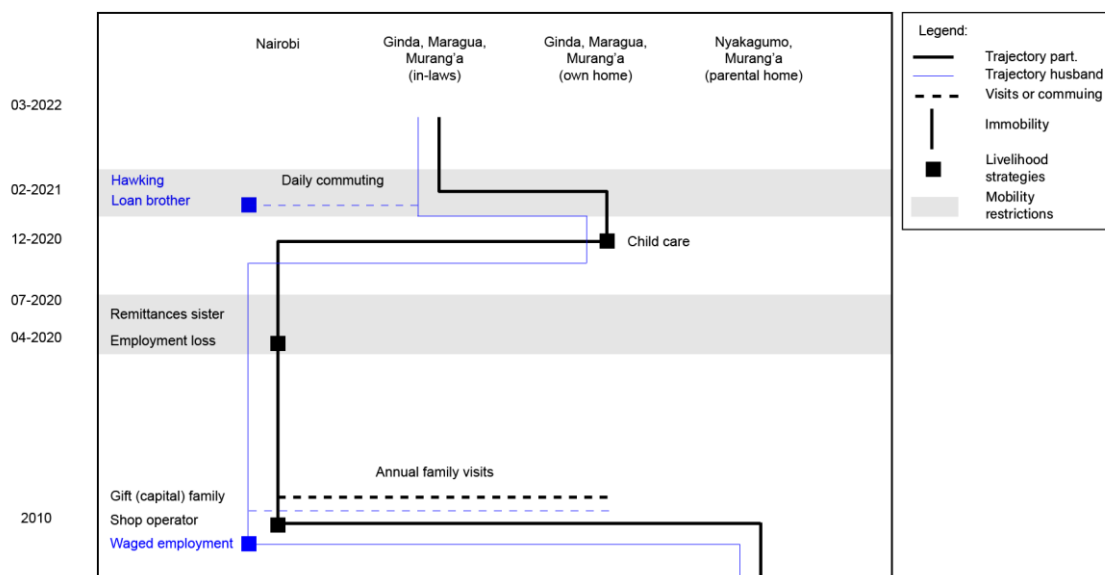 Nairobi
Ginda, Maragua,
Murang'a
(in-laws)
Ginda, Maragua,
Murang'a
(own home)
Nyakagumo,
Murang'a
(parental home)
Legend:
Trajectory part.
Trajectory husband
Visits or commuing
Immobility
Livelihood
strategies
Mobility
restrictions
03-2022
Hawking
Daily commuting
02-2021
Loan brother
12-2020
Child care
07-2020
Remittances sister
04-2020
Employment loss
Annual family visits
Gift (capital) family
2010
Shop operator
Waged employment